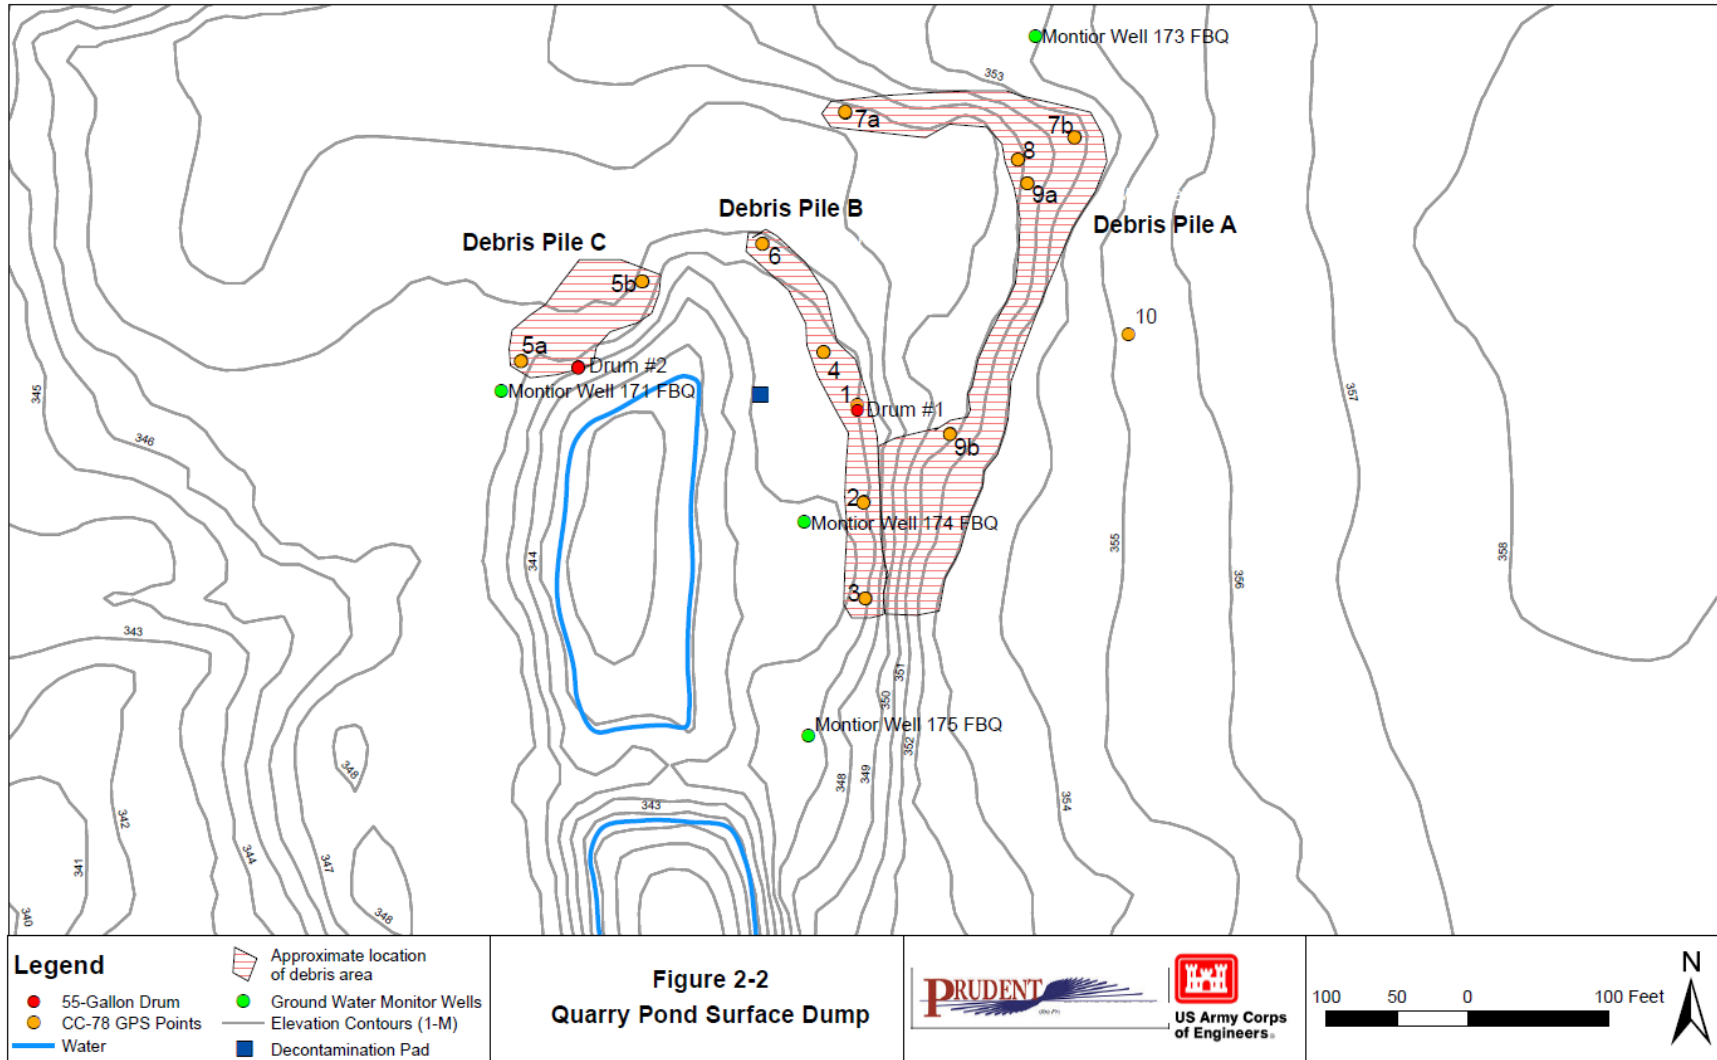 Montior Well 173 FBQ
353
7a
7b
8
9a
Debris Pile B
Debris Pile A
Debris Pile C
6
5b
10
5a
4
Drum #2
Montior Well 171 FBQ
1
Drum #1
345
357
346
9b
2
Montior Well 174 FBQ
344
355
358
356
3
343
351
350
352
Montior Well 175 FBQ
348
348
349
354
343
342
341
344
347
348
340
Legend
55-Gallon Drum
CC-78 GPS Points
Water
Approximate location
of debris area
Ground Water Monitor Wells
Elevation Contours (1-M)
Decontamination Pad
Figure 2-2
Quarry Pond Surface Dump
PRUDENT
US Army Corps
of Engineers®
100 50 0 100 Feet
N